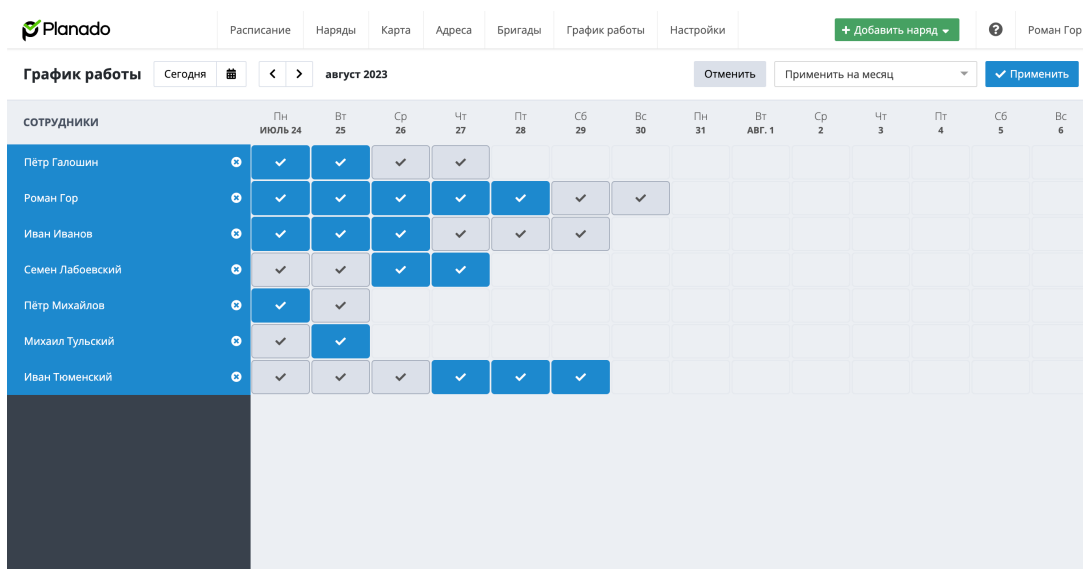 Planado Расписание Наряды Карта Адреса Бригады График работы Настройки + Добавить наряд Роман Гор
График работы Сегодня август 2023 Отменить Применить на месяц Применить
СОТРУДНИКИ Пн Вт Ср Чт Пт Сб Вс Пн Вт Ср Чт Пт Сб Вс
ИЮЛЬ 24 25 26 27 28 29 30 31 АВГ. 1 2 3 4 5 6
Пётр Галошин
Роман Гор
Иван Иванов
Семен Лабоевский
Пётр Михайлов
Михаил Тульский
Иван Тюменский